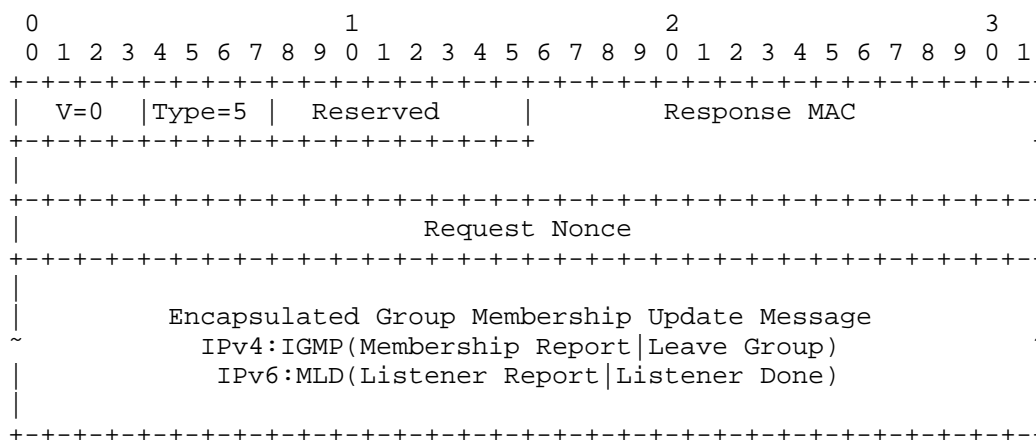 0                   1                   2                   3
 0 1 2 3 4 5 6 7 8 9 0 1 2 3 4 5 6 7 8 9 0 1 2 3 4 5 6 7 8 9 0 1
+-+-+-+-+-+-+-+-+-+-+-+-+-+-+-+-+-+-+-+-+-+-+-+-+-+-+-+-+-+-+-+-
|  V=0  |Type=5 |  Reserved     |        Response MAC
+-+-+-+-+-+-+-+-+-+-+-+-+-+-+-+-+                               -
|
+-+-+-+-+-+-+-+-+-+-+-+-+-+-+-+-+-+-+-+-+-+-+-+-+-+-+-+-+-+-+-+-
|                         Request Nonce
+-+-+-+-+-+-+-+-+-+-+-+-+-+-+-+-+-+-+-+-+-+-+-+-+-+-+-+-+-+-+-+-
|
|         Encapsulated Group Membership Update Message
~           IPv4:IGMP(Membership Report|Leave Group)
|            IPv6:MLD(Listener Report|Listener Done)
|
+-+-+-+-+-+-+-+-+-+-+-+-+-+-+-+-+-+-+-+-+-+-+-+-+-+-+-+-+-+-+-+-